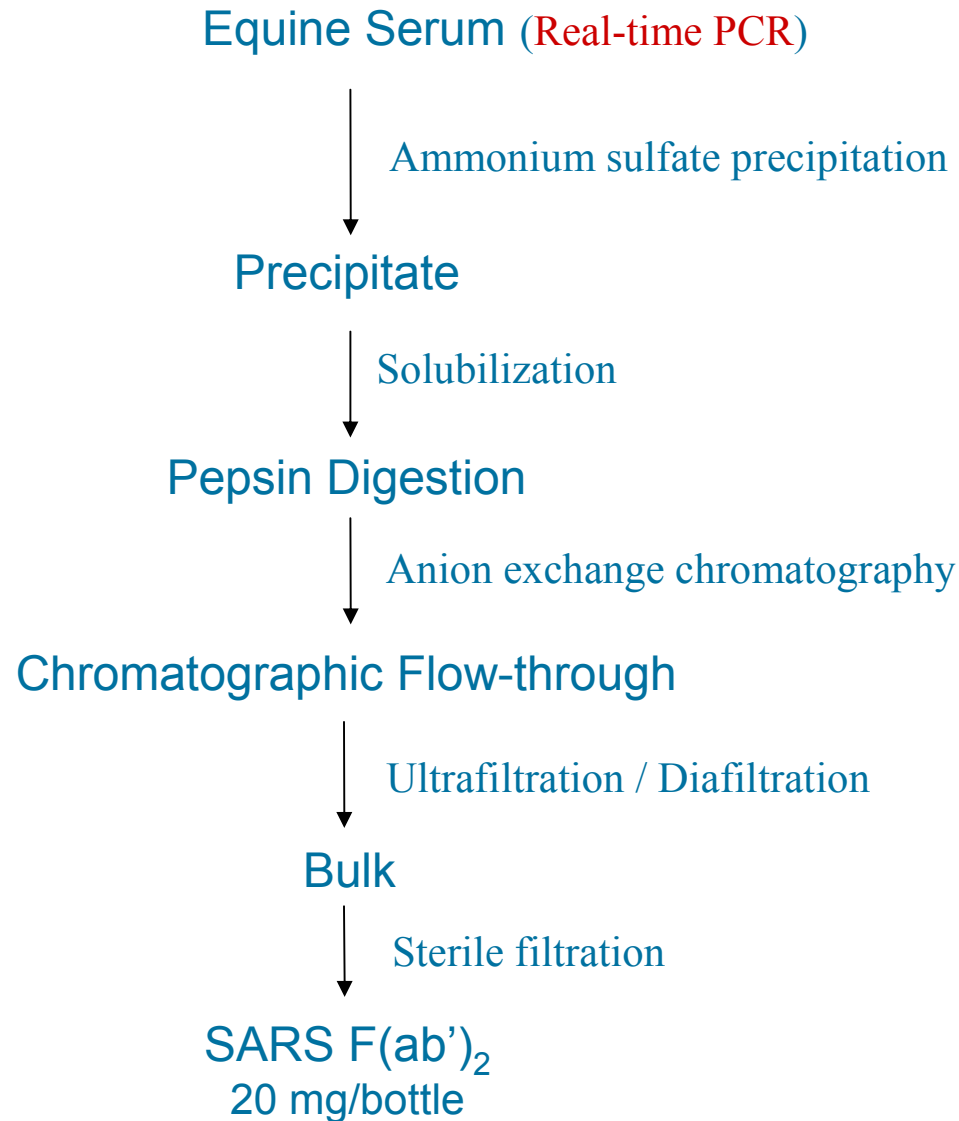 Equine Serum (Real-time PCR)
Ammonium sulfate precipitation
Precipitate
Solubilization
Pepsin Digestion
Anion exchange chromatography
Chromatographic Flow-through
Ultrafiltration / Diafiltration
Bulk
Sterile filtration
SARS F(ab’)₂
20 mg/bottle